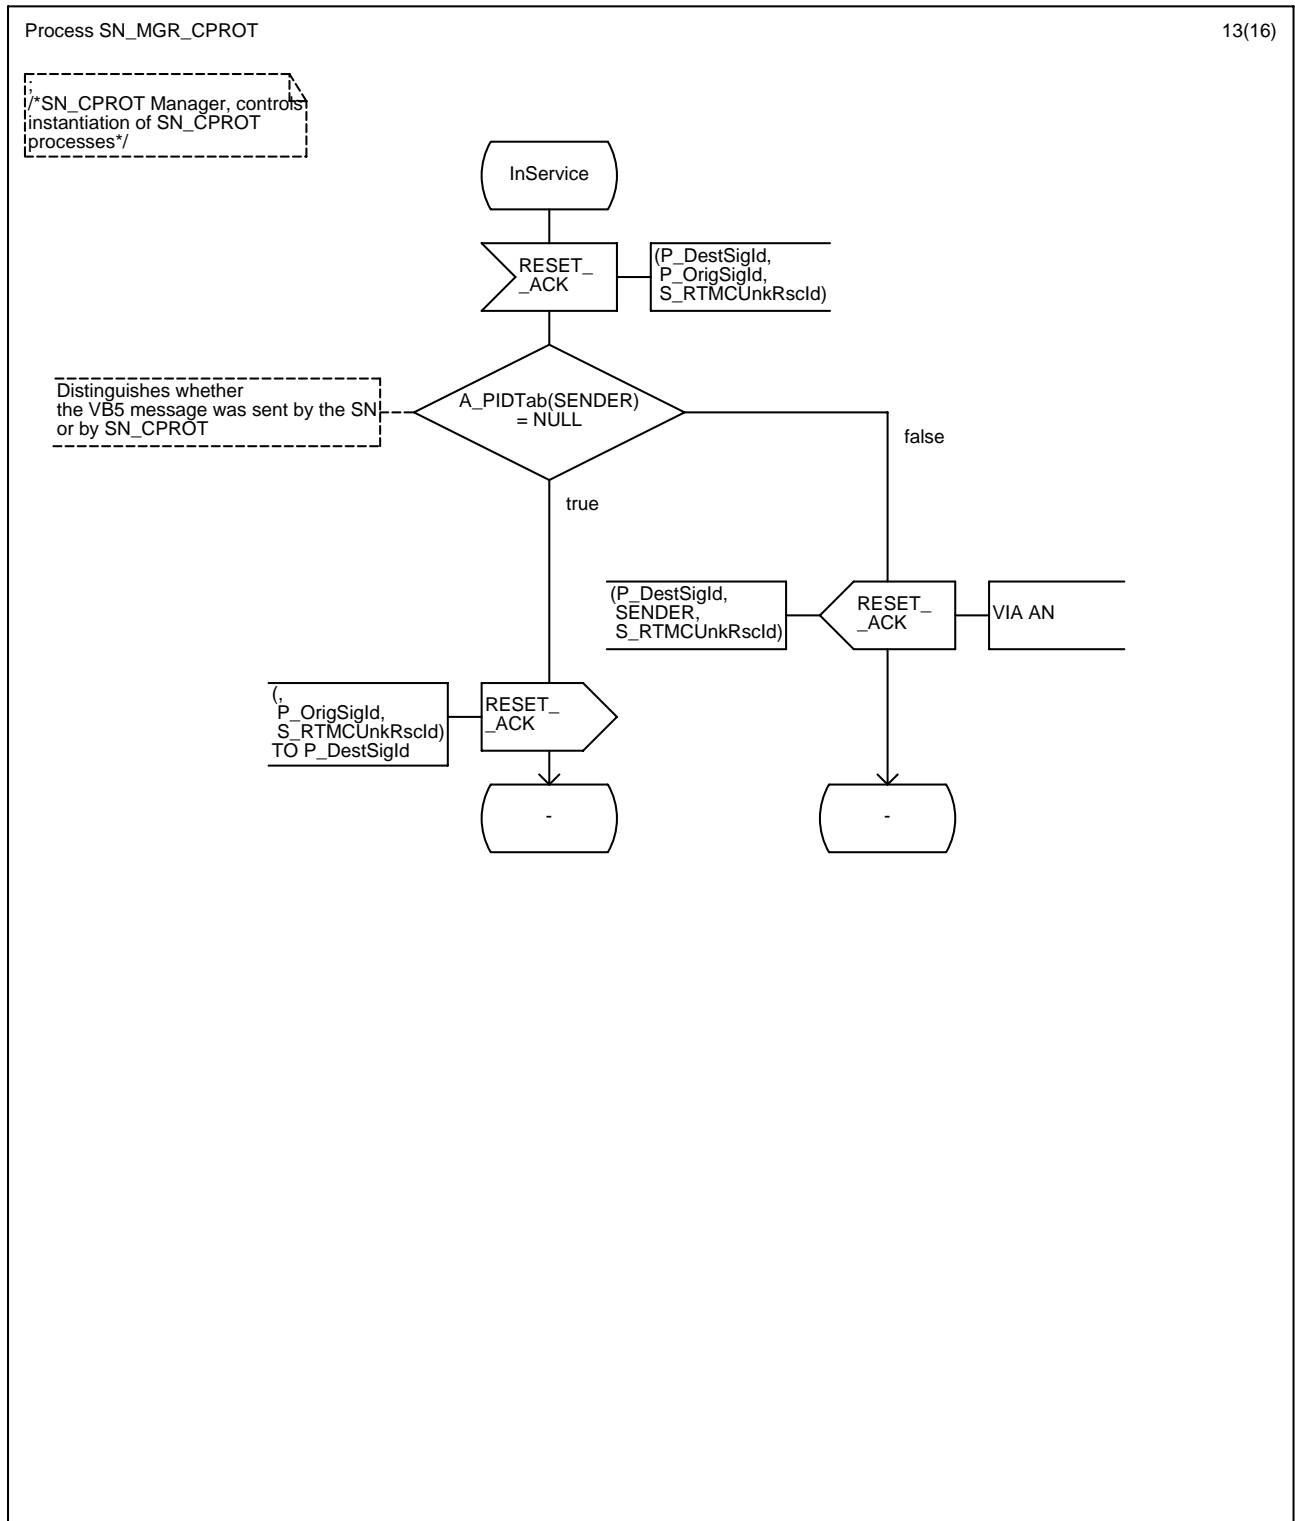 Process SN_MGR_CPROT
13(16)
;
/*SN_CPROT Manager, controls
instantiation of SN_CPROT
processes*/
InService
RESET_
_ACK
(P_DestSigId,
P_OrigSigId,
S_RTMCUnkRscId)
Distinguishes whether
the VB5 message was sent by the SN
or by SN_CPROT
A_PIDTab(SENDER)
= NULL
false
true
(P_DestSigId,
SENDER,
S_RTMCUnkRscId)
RESET_
_ACK
VIA AN
(,
P_OrigSigId,
S_RTMCUnkRscId)
TO P_DestSigId
RESET_
_ACK
-
-